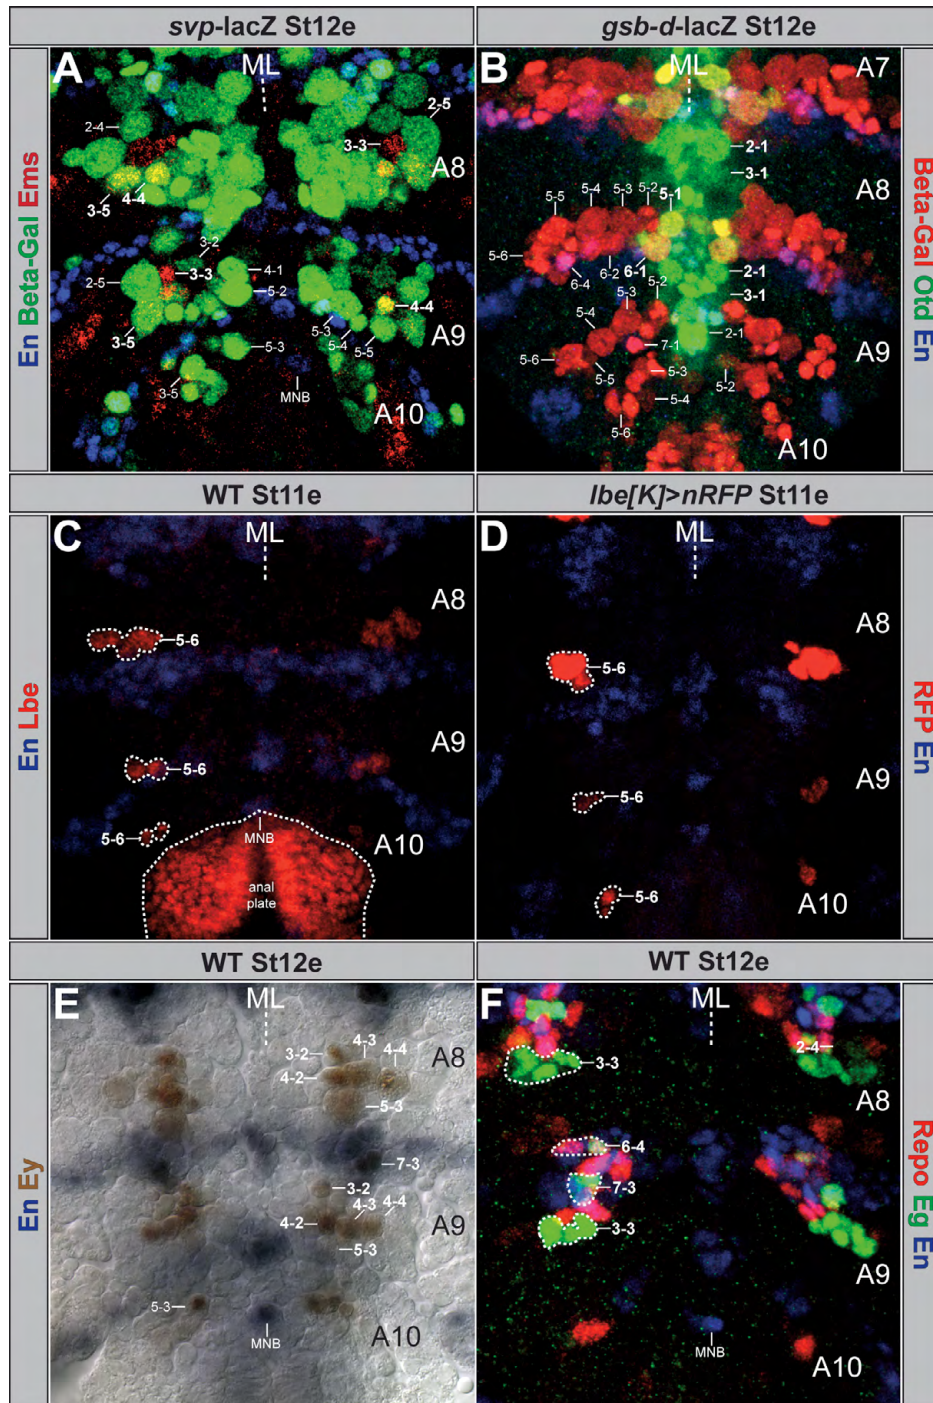 svp-lacZ St12e
gsb-d-lacZ St12e
En Beta-Gal Ems
A
ML
2-5
2-4
3-3
A8
4-4
3-5
3-2
3-3
4-1
2-5
5-2
4-4
3-5
5-3
5-4
5-5
A9
5-3
3-5
MNB
A10
Beta-Gal Otd En
B
ML
A7
2-1
3-1
A8
5-5
5-4
5-3
5-2
5-1
5-6
6-4
6-2
6-1
2-1
3-1
5-2
5-3
5-4
2-1
A9
5-6
5-5
7-1
5-3
5-2
5-4
5-6
A10
WT St11e
lbe[K]>nRFP St11e
En Lbe
C
ML
A8
5-6
A9
5-6
5-6
MNB
A10
anal
plate
RFP En
D
ML
A8
5-6
A9
5-6
5-6
A10
WT St12e
WT St12e
En Ey
E
ML
A8
3-2
4-3
4-4
4-2
5-3
7-3
3-2
4-3
4-4
4-2
A9
5-3
5-3
MNB
A10
Repo Eg En
F
ML
2-4
3-3
A8
6-4
7-3
3-3
A9
MNB
A10